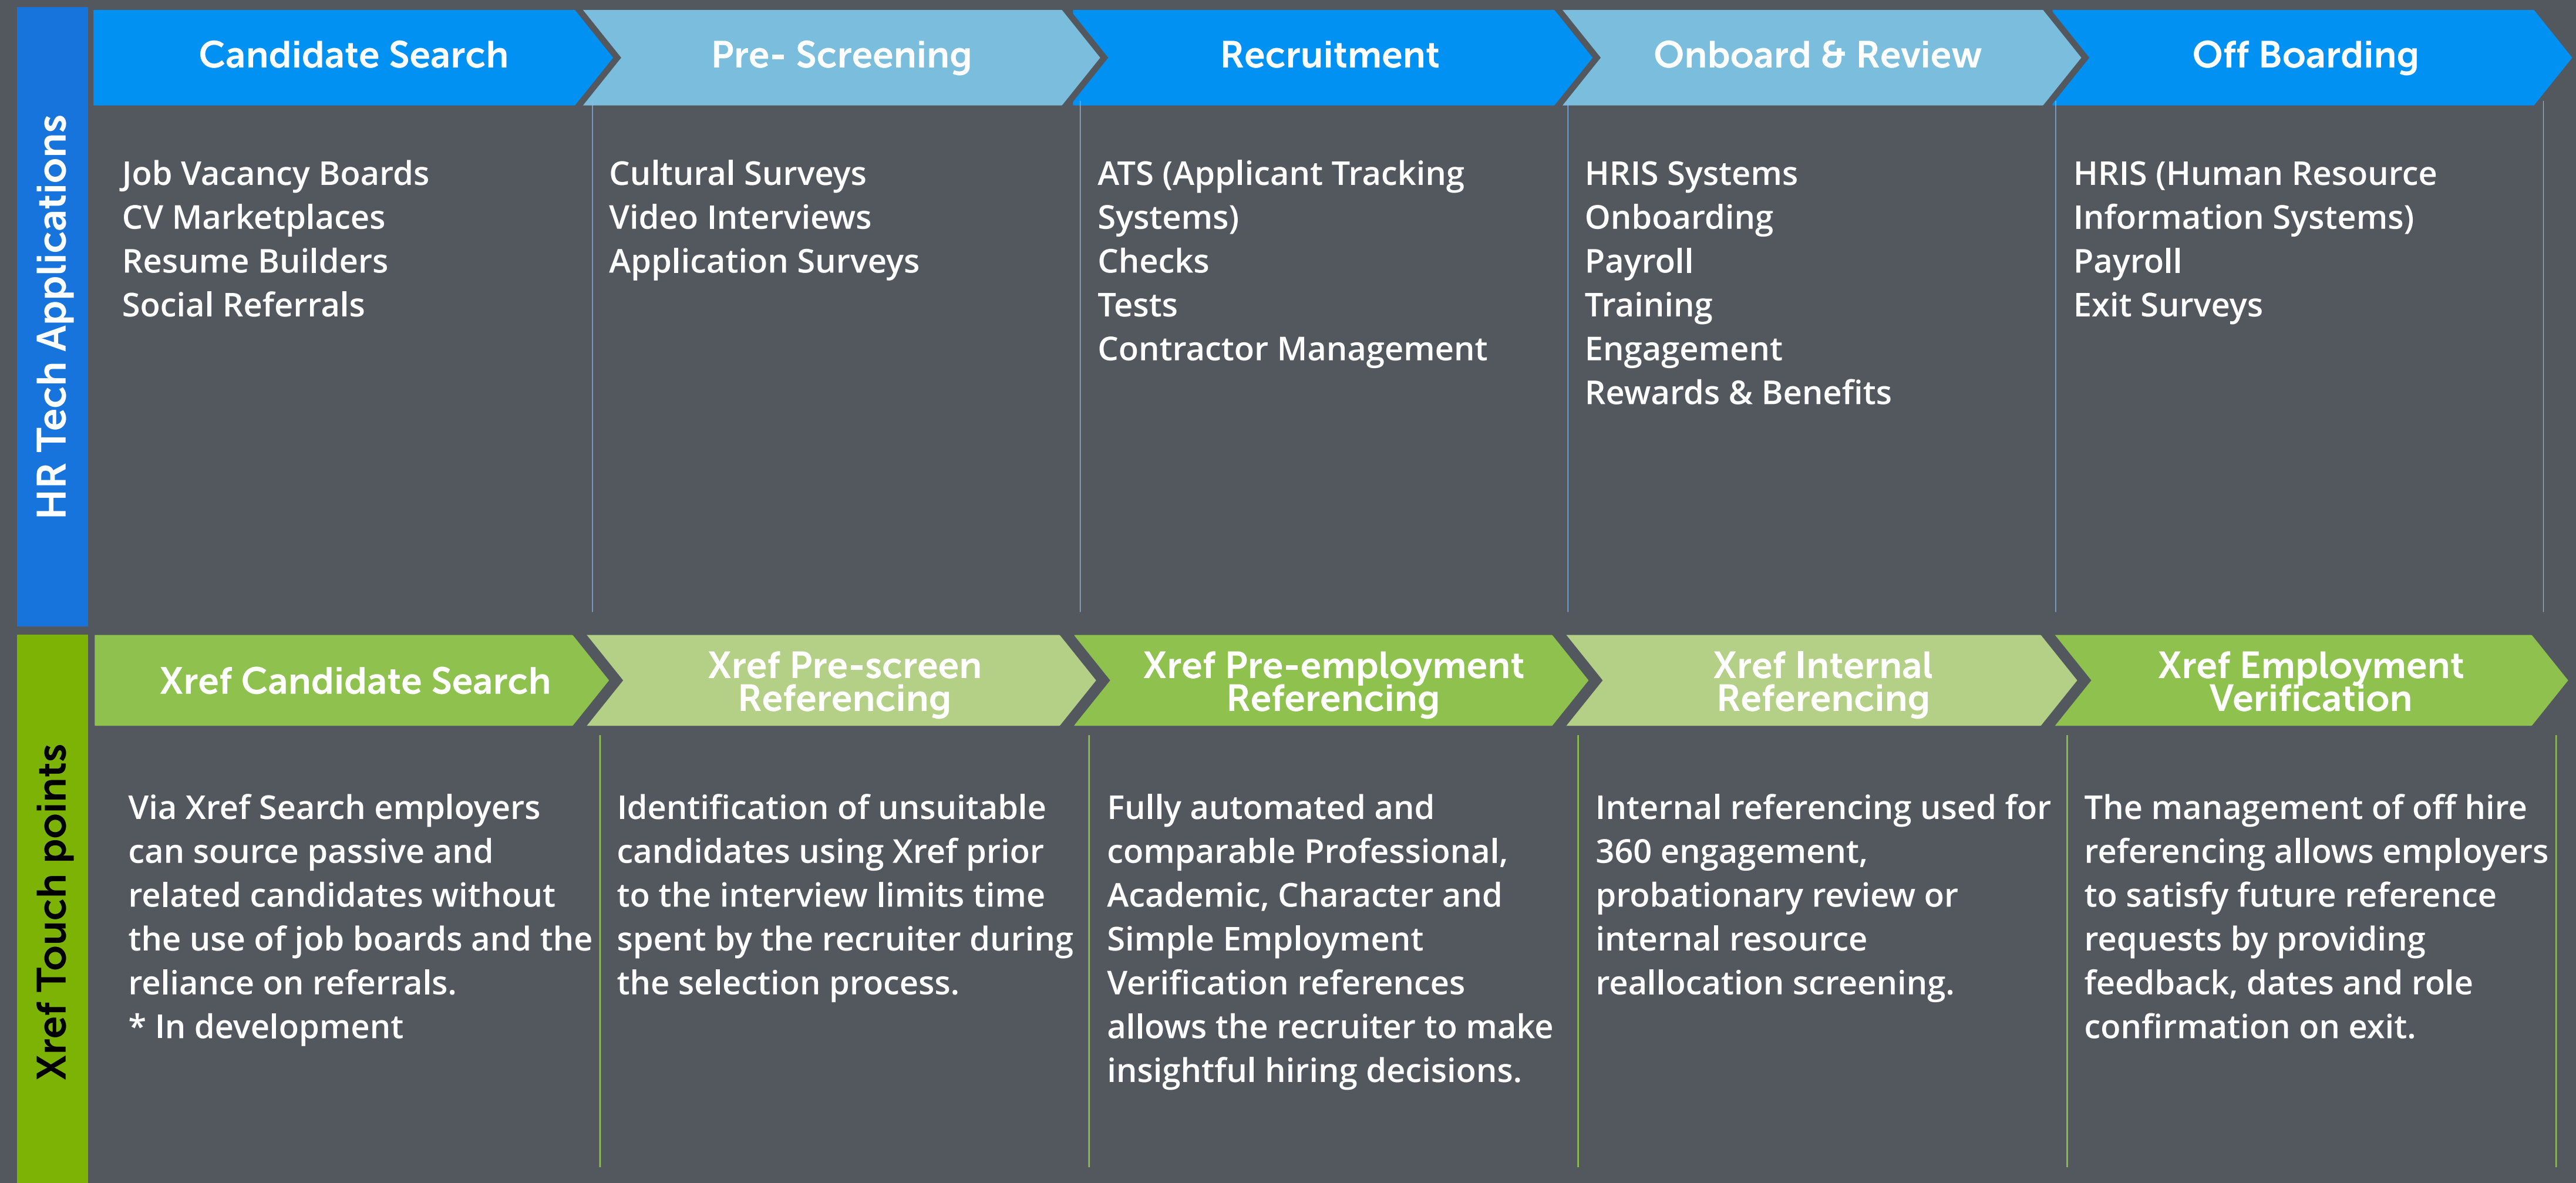 HR Tech Applications
Candidate Search
Job Vacancy Boards
CV Marketplaces
Resume Builders
Social Referrals
Pre- Screening
Cultural Surveys
Video Interviews
Application Surveys
Recruitment
ATS (Applicant Tracking
Systems)
Checks
Tests
Contractor Management
Onboard & Review
HRIS Systems
Onboarding
Payroll
Training
Engagement
Rewards & Benefits
Off Boarding
HRIS (Human Resource
Information Systems)
Payroll
Exit Surveys
Xref Touch points
Xref Candidate Search
Via Xref Search employers
can source passive and
related candidates without
the use of job boards and the
reliance on referrals.
* In development
Xref Pre-screen
Referencing
Identification of unsuitable
candidates using Xref prior
to the interview limits time
spent by the recruiter during
the selection process.
Xref Pre-employment
Referencing
Fully automated and
comparable Professional,
Academic, Character and
Simple Employment
Verification references
allows the recruiter to make
insightful hiring decisions.
Xref Internal
Referencing
Internal referencing used for
360 engagement,
probationary review or
internal resource
reallocation screening.
Xref Employment
Verification
The management of off hire
referencing allows employers
to satisfy future reference
requests by providing
feedback, dates and role
confirmation on exit.